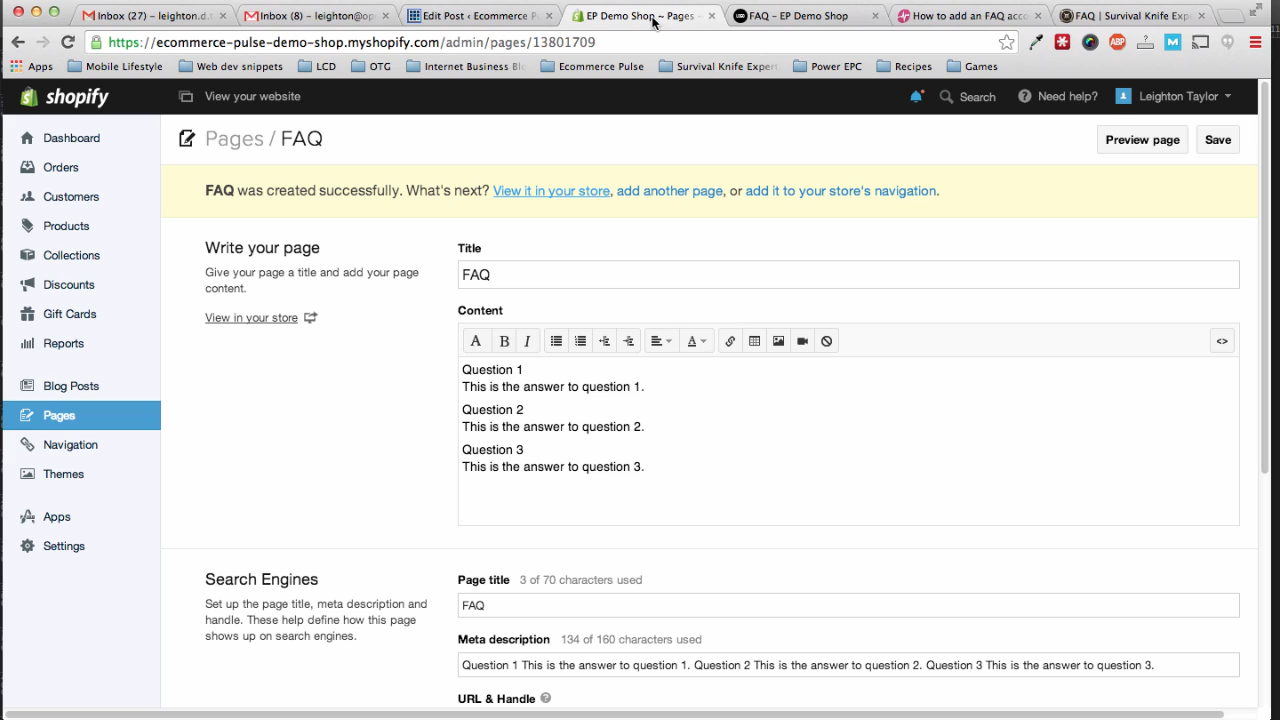 Inbox (27) – leighton.d.t
Inbox (8) – leighton@op
Edit Post ‹ Ecommerce P
EP Demo Shop ~ Pages ~
FAQ – EP Demo Shop
How to add an FAQ acco
FAQ | Survival Knife Exp
https://ecommerce-pulse-demo-shop.myshopify.com/admin/pages/13801709
Apps
Mobile Lifestyle
Web dev snippets
LCD
OTG
Internet Business Bl
Ecommerce Pulse
Survival Knife Expert
Power EPC
Recipes
Games
shopify
View your website
Search
Need help?
Leighton Taylor
Dashboard
Orders
Customers
Products
Collections
Discounts
Gift Cards
Reports
Blog Posts
Pages
Navigation
Themes
Apps
Settings
Pages / FAQ
Preview page
Save
FAQ was created successfully. What's next? View it in your store, add another page, or add it to your store's navigation.
Write your page
Give your page a title and add your page
content.
View in your store
Title
FAQ
Content
A B I
A
<>
Question 1
This is the answer to question 1.
Question 2
This is the answer to question 2.
Question 3
This is the answer to question 3.
Search Engines
Set up the page title, meta description and
handle. These help define how this page
shows up on search engines.
Page title 3 of 70 characters used
FAQ
Meta description 134 of 160 characters used
Question 1 This is the answer to question 1. Question 2 This is the answer to question 2. Question 3 This is the answer to question 3.
URL & Handle ?